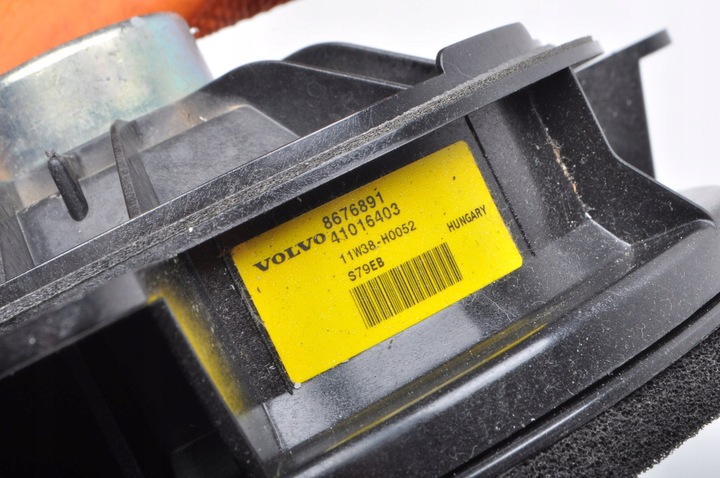 8676891
VOLVO 41016403
11W38-H0052 HUNGARY
S79EB